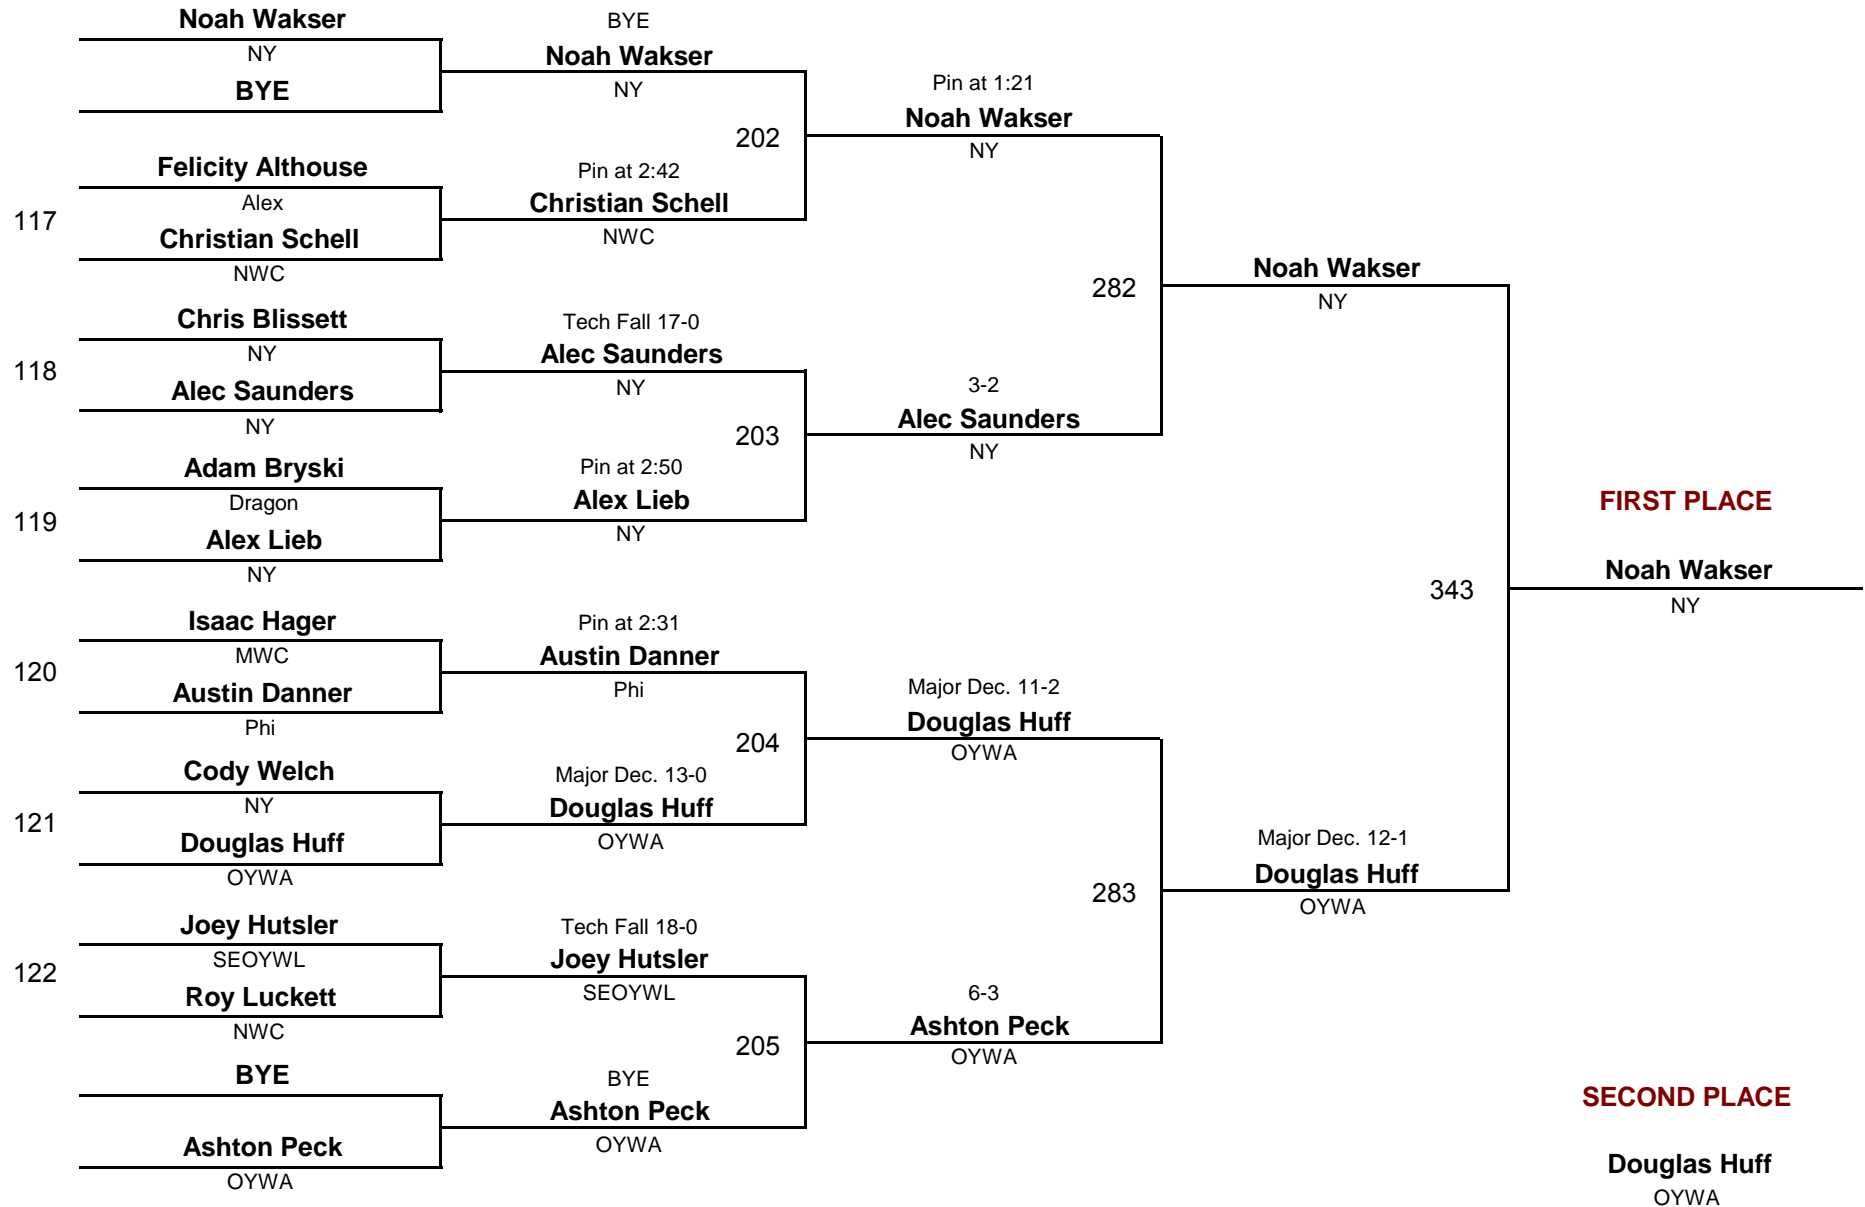 Noah Wakser
NY
BYE
117
Felicity Althouse
Alex
Christian Schell
NWC
118
Chris Blissett
NY
Alec Saunders
NY
119
Adam Bryski
Dragon
Alex Lieb
NY
120
Isaac Hager
MWC
Austin Danner
Phi
121
Cody Welch
NY
Douglas Huff
OYWA
122
Joey Hutsler
SEOYWL
Roy Luckett
NWC
BYE
Ashton Peck
OYWA
BYE
Noah Wakser
NY
202
Pin at 2:42
Christian Schell
NWC
Tech Fall 17-0
Alec Saunders
NY
203
Pin at 2:50
Alex Lieb
NY
Pin at 2:31
Austin Danner
Phi
204
Major Dec. 13-0
Douglas Huff
OYWA
Tech Fall 18-0
Joey Hutsler
SEOYWL
205
BYE
Ashton Peck
OYWA
Pin at 1:21
Noah Wakser
NY
282
3-2
Alec Saunders
NY
Major Dec. 11-2
Douglas Huff
OYWA
283
6-3
Ashton Peck
OYWA
Noah Wakser
NY
343
Major Dec. 12-1
Douglas Huff
OYWA
FIRST PLACE
Noah Wakser
NY
SECOND PLACE
Douglas Huff
OYWA